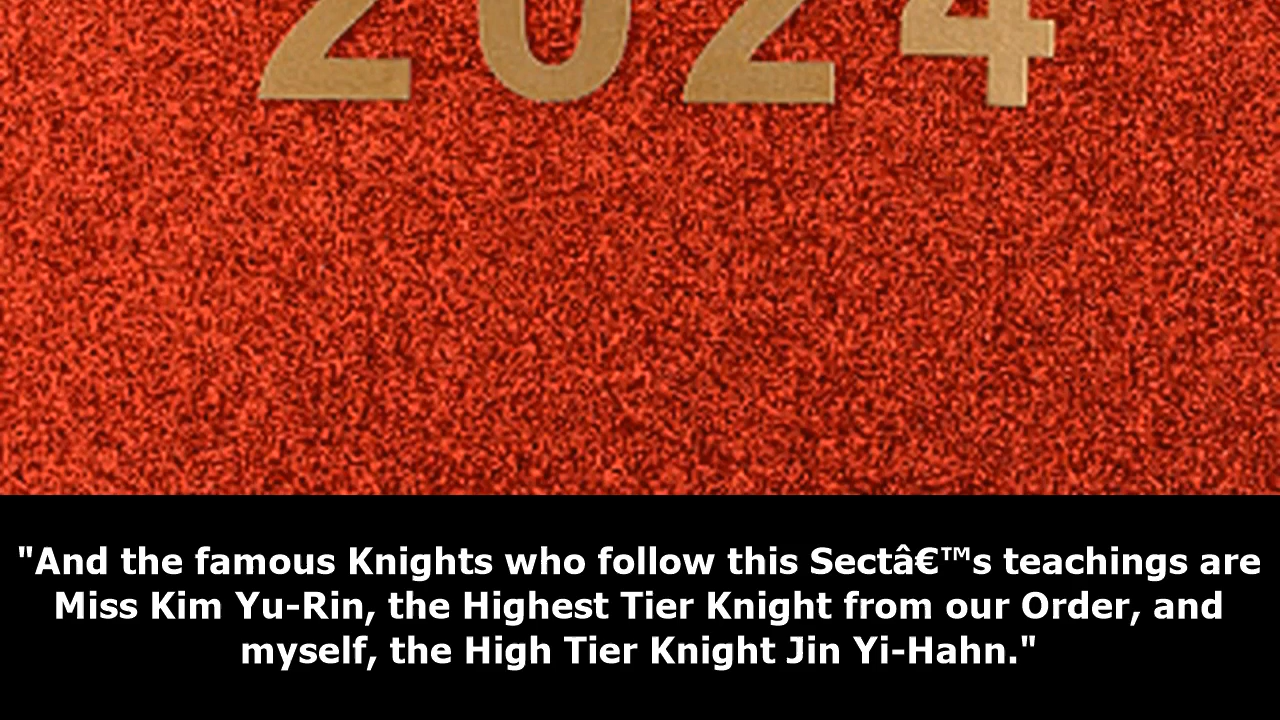 2024
"And the famous Knights who follow this Sectâ€™s teachings are
Miss Kim Yu-Rin, the Highest Tier Knight from our Order, and
myself, the High Tier Knight Jin Yi-Hahn."